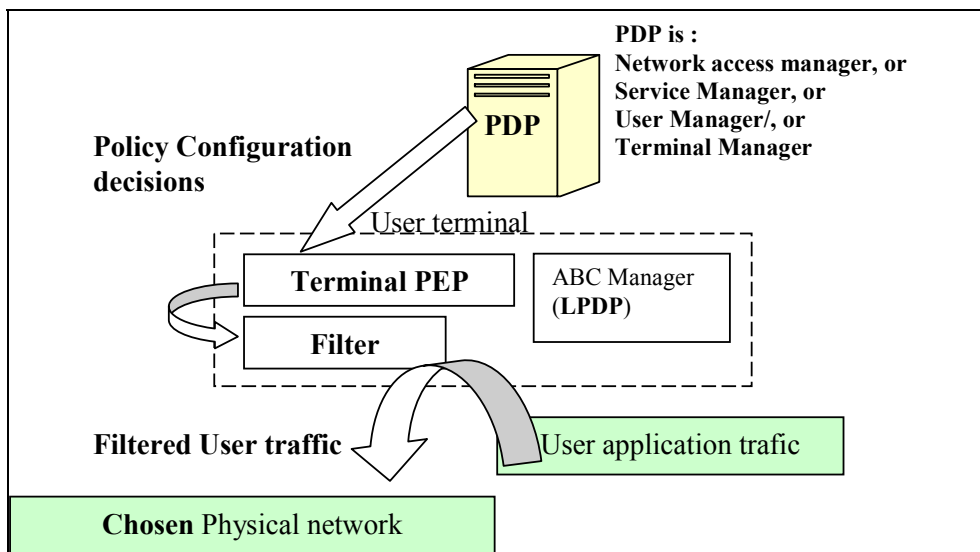 PDP is :
Network access manager, or
Service Manager, or
User Manager/, or
Terminal Manager
PDP
Policy Configuration
decisions
User terminal
Terminal PEP
ABC Manager
(LPDP)
Filter
Filtered User traffic
User application trafic
Chosen Physical network